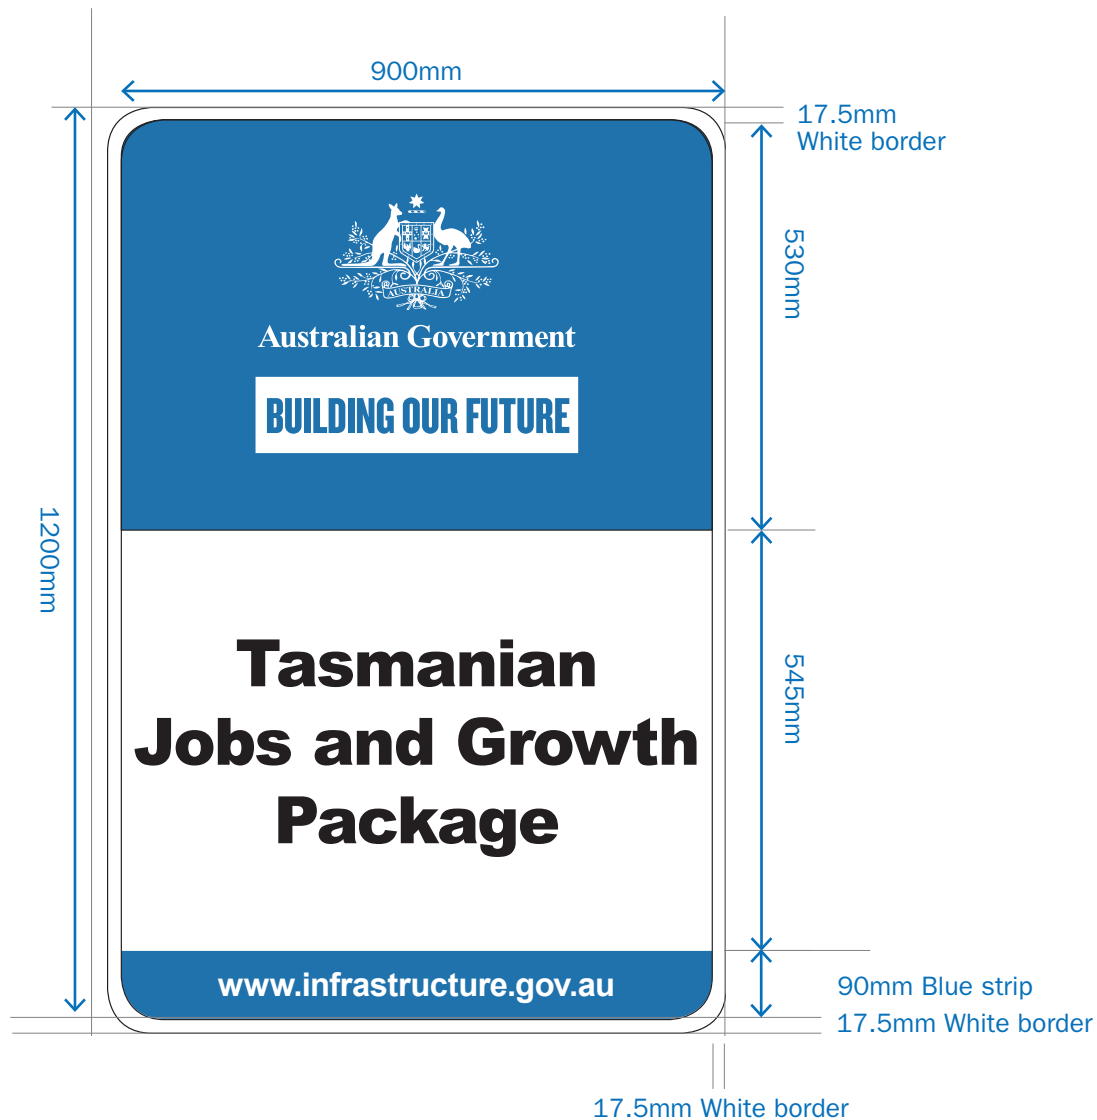 900mm
17.5mm
White border
530mm
AUSTRALIA
Australian Government
BUILDING OUR FUTURE
1200mm
Tasmanian
Jobs and Growth
Package
545mm
www.infrastructure.gov.au
90mm Blue strip
17.5mm White border
17.5mm White border